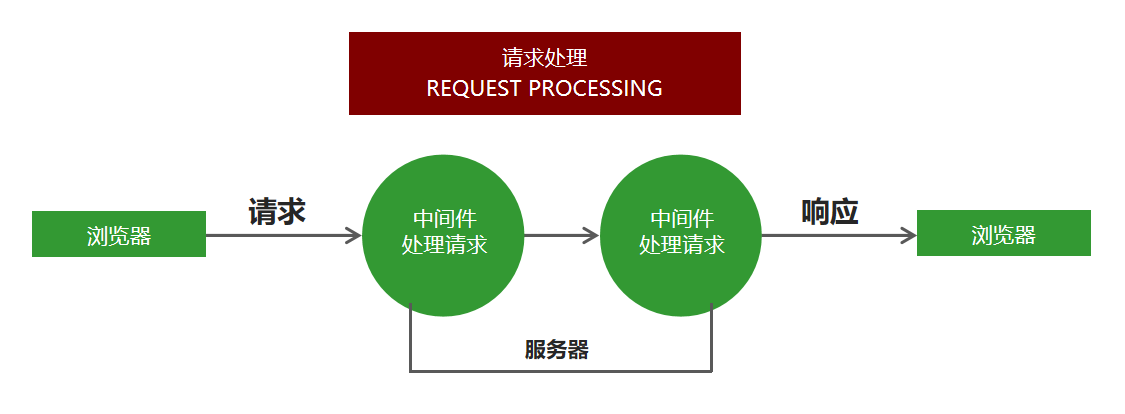 请求处理
REQUEST PROCESSING
浏览器
请求
中间件
处理请求
中间件
处理请求
响应
浏览器
服务器